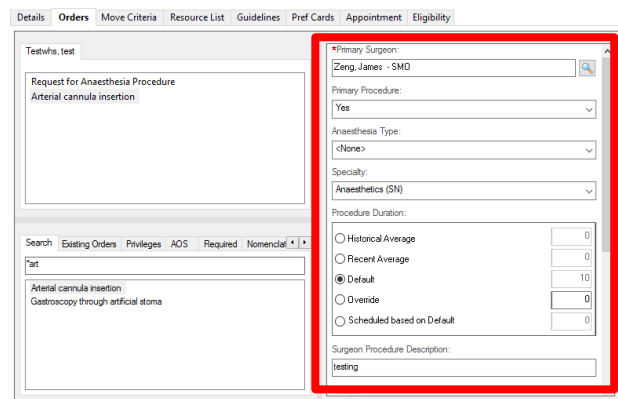 Details Orders Move Criteria Resource List Guidelines Pref Cards Appointment Eligibility
Testwhs, test
Request for Anaesthesia Procedure
Arterial cannula insertion
Search Existing Orders Privileges AOS Required Nomenclat
*art
Arterial cannula insertion
Gastroscopy through artificial stoma
*Primary Surgeon:
Zeng, James - SMO
Primary Procedure:
Yes
Anaesthesia Type:
<None>
Specialty:
Anaesthetics (SN)
Procedure Duration:
Historical Average 0
Recent Average 0
Default 10
Override 0
Scheduled based on Default 0
Surgeon Procedure Description:
testing